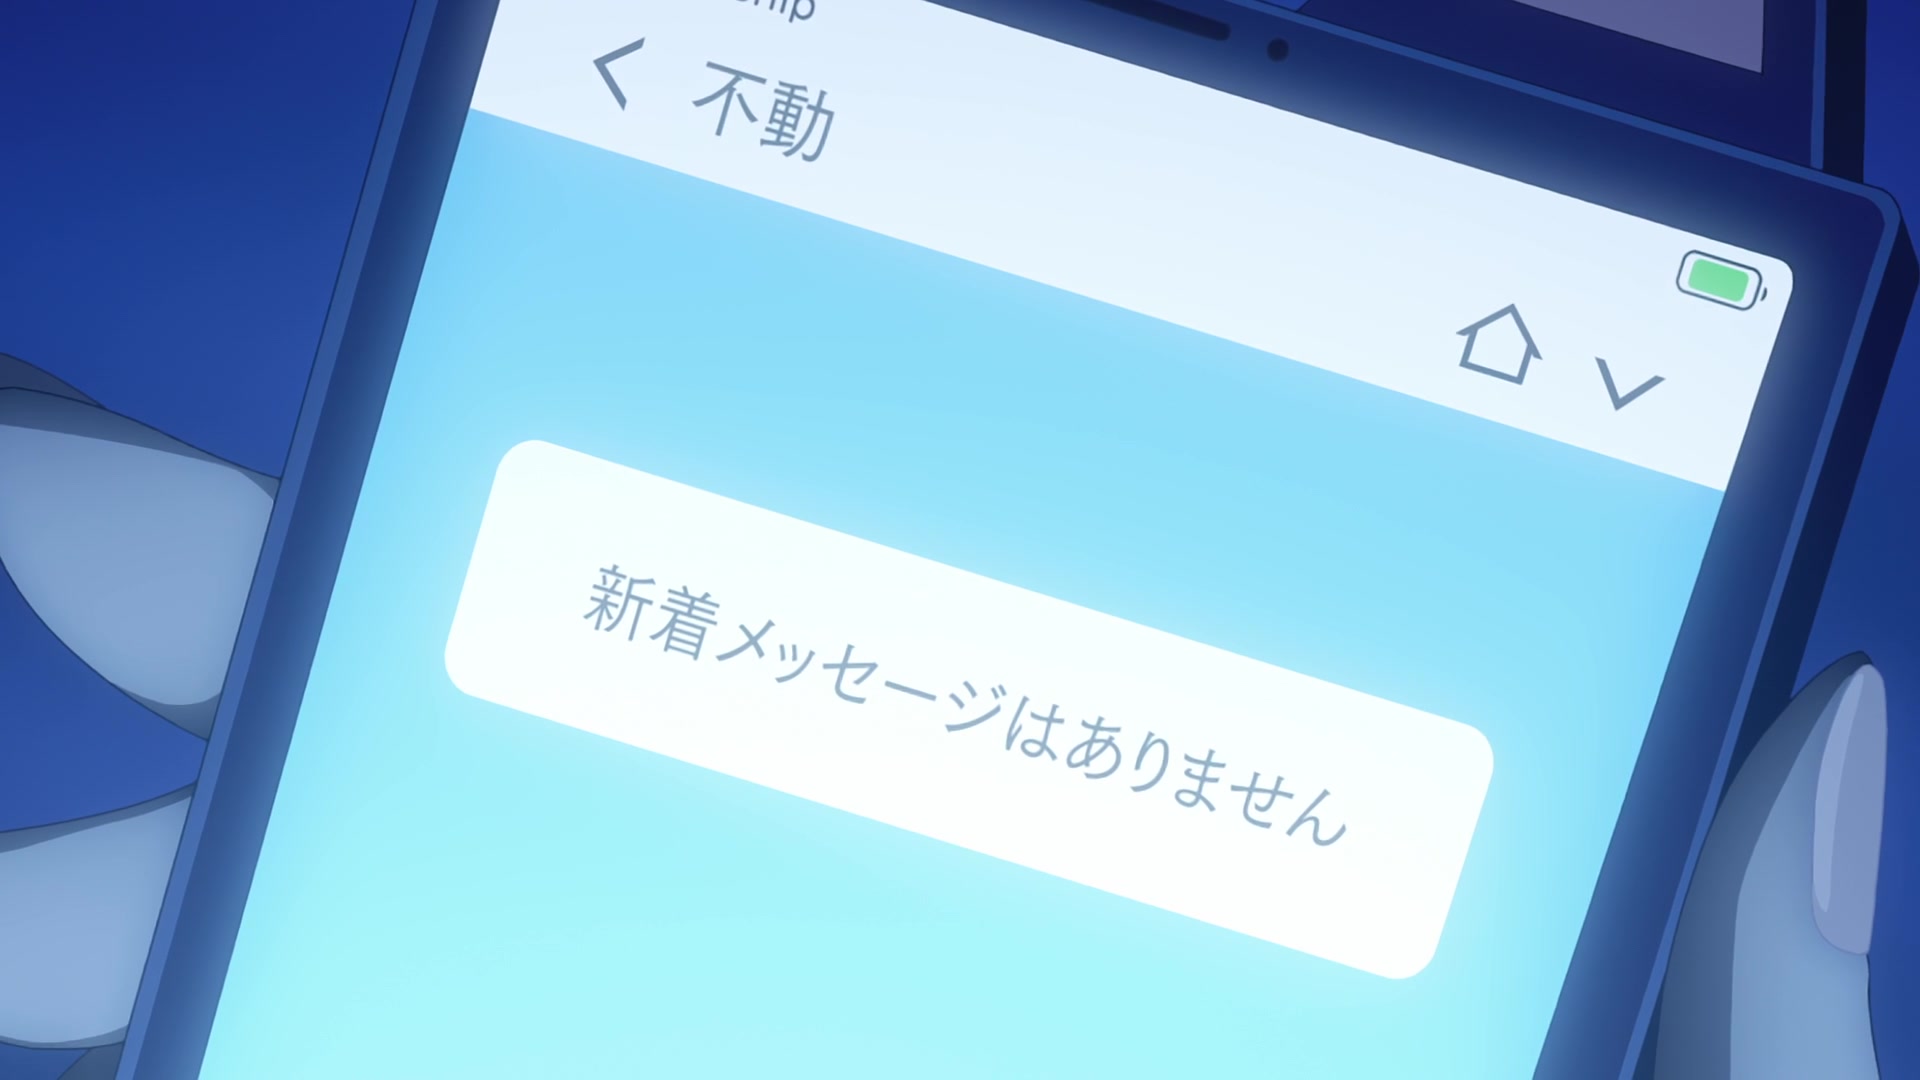 不動
新着メッセージはありません